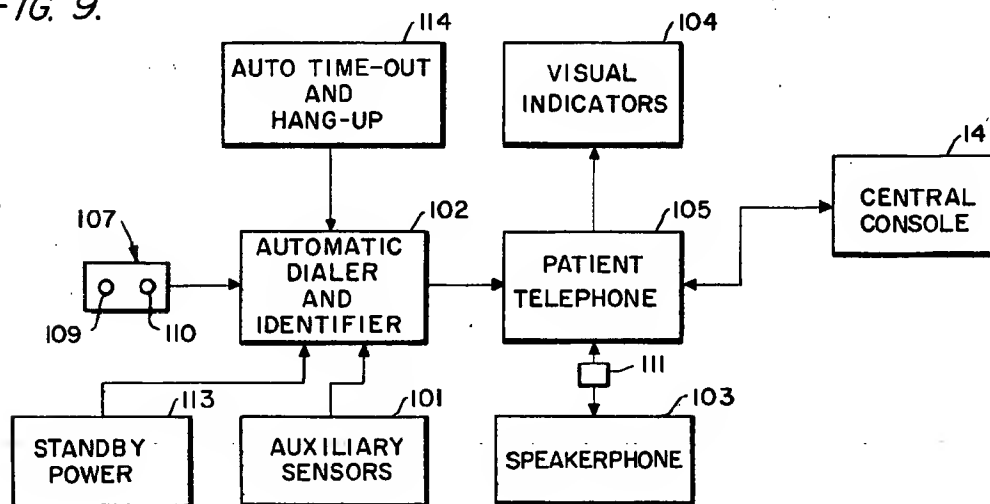 FIG. 9.
114
AUTO TIME-OUT
AND
HANG-UP
104
VISUAL
INDICATORS
14
CENTRAL
CONSOLE
107
109
110
102
AUTOMATIC
DIALER
AND
IDENTIFIER
105
PATIENT
TELEPHONE
111
113
STANDBY
POWER
101
AUXILIARY
SENSORS
103
SPEAKERPHONE